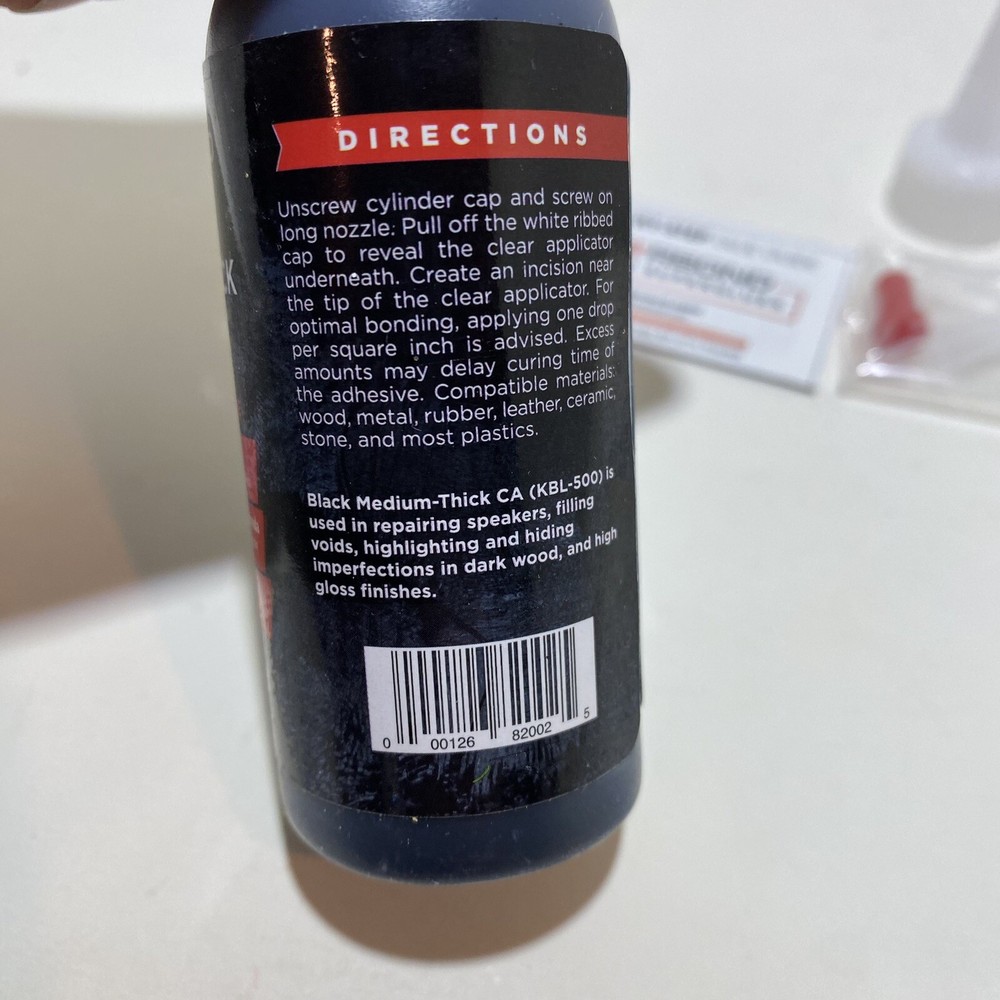 DIRECTIONS
Unscrew cylinder cap and screw on
long nozzle. Pull off the white ribbed
cap to reveal the clear applicator
underneath. Create an incision near
the tip of the clear applicator. For
optimal bonding, applying one drop
per square inch is advised. Excess
amounts may delay curing time of
the adhesive. Compatible materials:
wood, metal, rubber, leather, ceramic,
stone, and most plastics.
Black Medium-Thick CA (KBL-500) is
used in repairing speakers, filling
voids, highlighting and hiding
imperfections in dark wood, and high
gloss finishes.
0 00126 82002 5